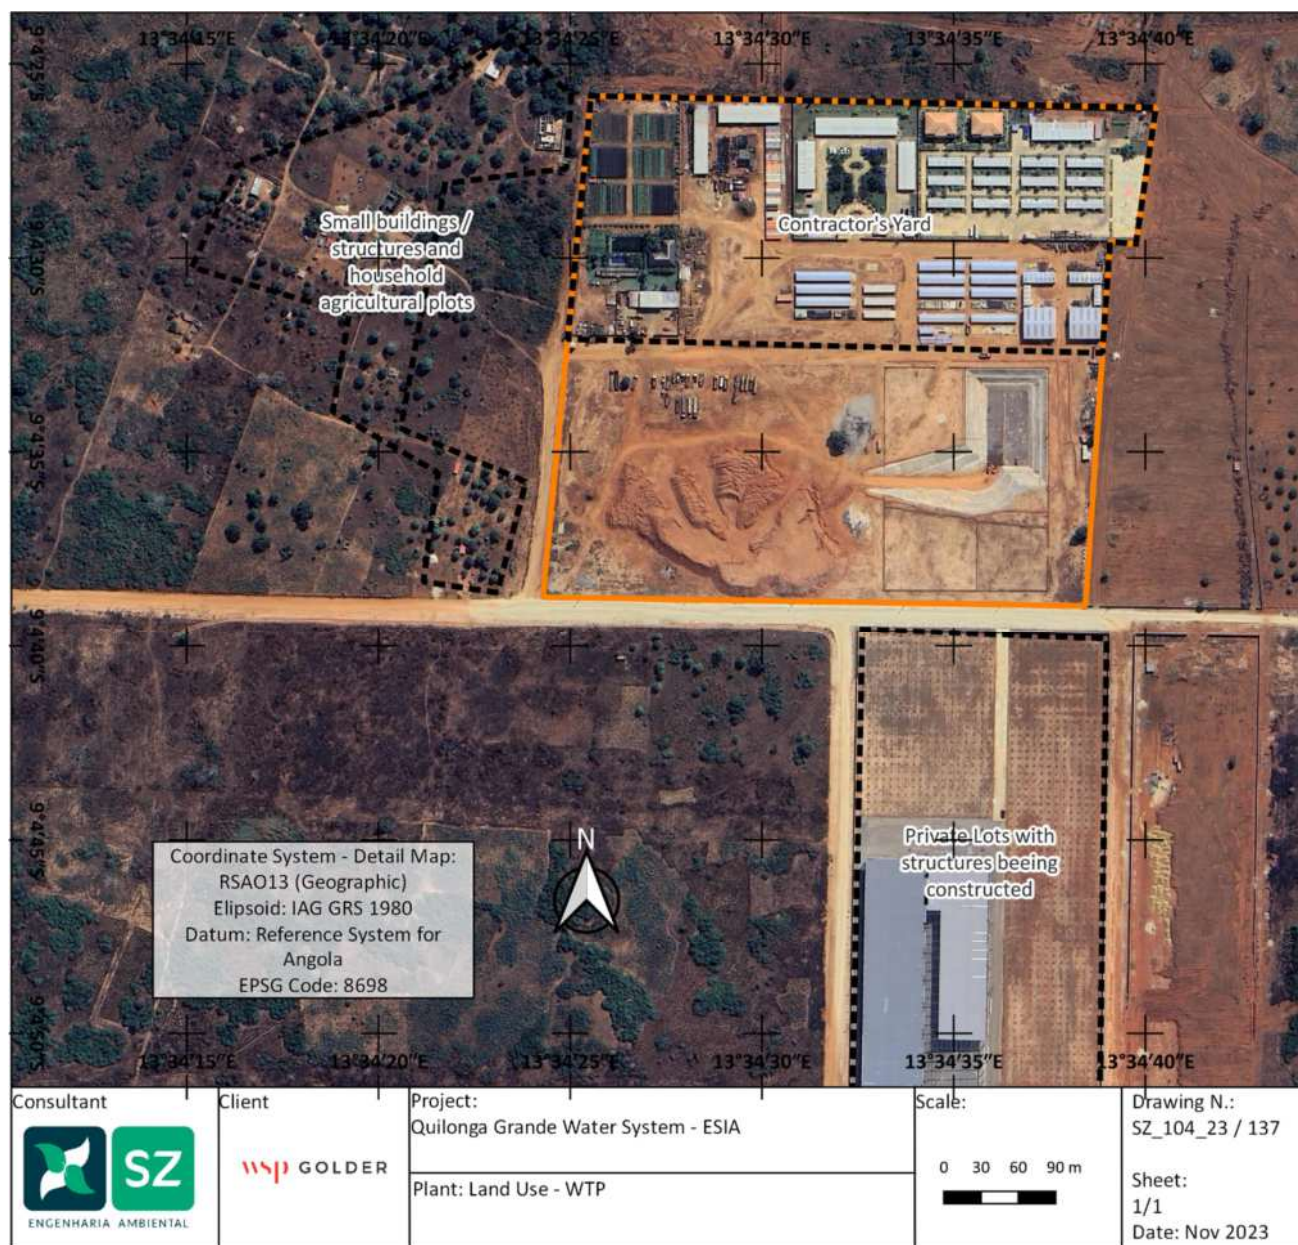 13°34′15″E 13°34′20″E 13°34′25″E 13°34′30″E 13°34′35″E 13°34′40″E
9°4′25″S
9°4′30″S
9°4′35″S
9°4′40″S
9°4′45″S
9°4′50″S
Small buildings /
structures and
household
agricultural plots
Contractor's Yard
Private Lots with
structures beeing
constructed
N
Coordinate System - Detail Map:
RSAO13 (Geographic)
Elipsoid: IAG GRS 1980
Datum: Reference System for
Angola
EPSG Code: 8698
13°34′15″E 13°34′20″E 13°34′25″E 13°34′30″E 13°34′35″E 13°34′40″E
Consultant
SZ
ENGENHARIA AMBIENTAL
Client
wsp GOLDER
Project:
Quilonga Grande Water System - ESIA
Plant: Land Use - WTP
Scale:
0 30 60 90 m
Drawing N.:
SZ_104_23 / 137
Sheet:
1/1
Date: Nov 2023